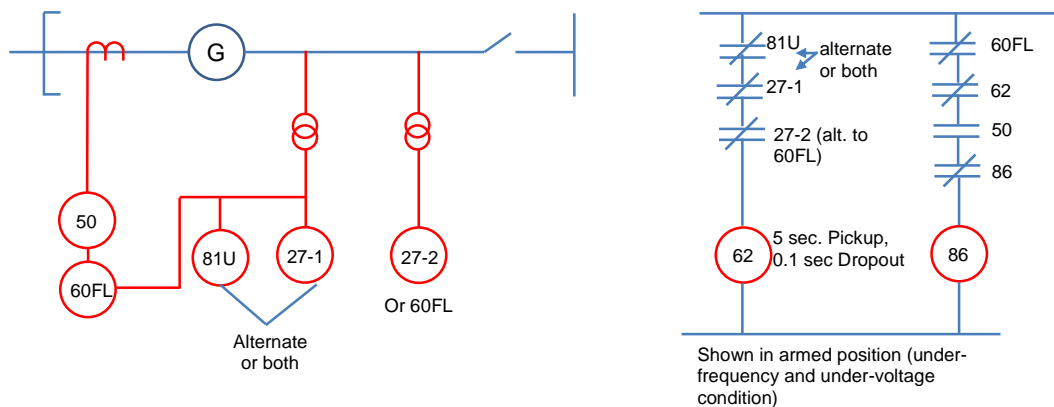 G
50
60FL
81U
27-1
27-2
Or 60FL
Alternate
or both
81U
alternate
or both
27-1
27-2 (alt. to
60FL)
62
5 sec. Pickup,
0.1 sec Dropout
60FL
62
50
86
86
Shown in armed position (under-
frequency and under-voltage
condition)